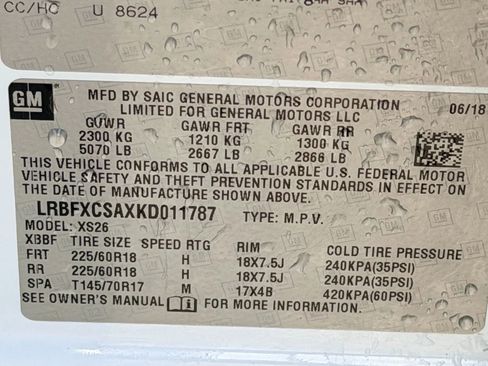 CC/HC U 8624
GM
MFD BY SAIC GENERAL MOTORS CORPORATION
LIMITED FOR GENERAL MOTORS LLC
06/18
GVWR GAWR FRT GAWR RR
2300 KG 1210 KG 1300 KG
5070 LB 2667 LB 2866 LB
THIS VEHICLE CONFORMS TO ALL APPLICABLE U.S. FEDERAL MOTOR
VEHICLE SAFETY AND THEFT PREVENTION STANDARDS IN EFFECT ON
THE DATE OF MANUFACTURE SHOWN ABOVE.
LRBFXCSAXKD011787 TYPE: M.P.V.
MODEL: XS26
XBBF TIRE SIZE SPEED RTG RIM COLD TIRE PRESSURE
FRT 225/60R18 H 18X7.5J 240KPA(35PSI)
RR 225/60R18 H 18X7.5J 240KPA(35PSI)
SPA T145/70R17 M 17X4B 420KPA(60PSI)
SEE OWNER'S MANUAL FOR MORE INFORMATION.